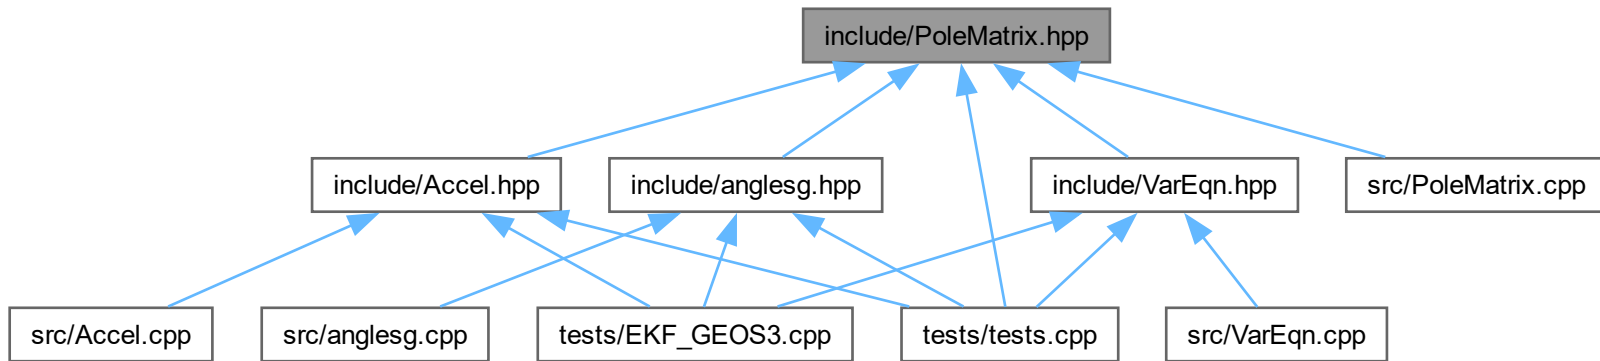 include/PoleMatrix.hpp
include/Accel.hpp
include/anglesg.hpp
include/VarEqn.hpp
src/PoleMatrix.cpp
src/Accel.cpp
src/anglesg.cpp
tests/EKF_GEOS3.cpp
tests/tests.cpp
src/VarEqn.cpp